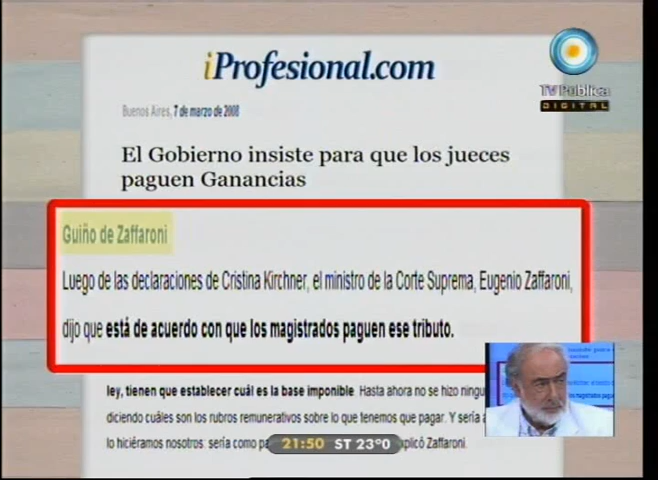 iProfesional.com
TV Pública
DIGITAL
Buenos Aires, 7 de marzo de 2008
El Gobierno insiste para que los jueces
paguen Ganancias
Guiño de Zaffaroni
Luego de las declaraciones de Cristina Kirchner, el ministro de la Corte Suprema, Eugenio Zaffaroni,
dijo que está de acuerdo con que los magistrados paguen ese tributo.
ley, tienen que establecer cuál es la base imponible. Hasta ahora no se hizo
diciendo cuáles son los rubros remunerativos sobre lo que tenemos que pagar. Y sería
lo hiciéramos nosotros: sería como
explicó Zaffaroni.
21:50 ST 23º0